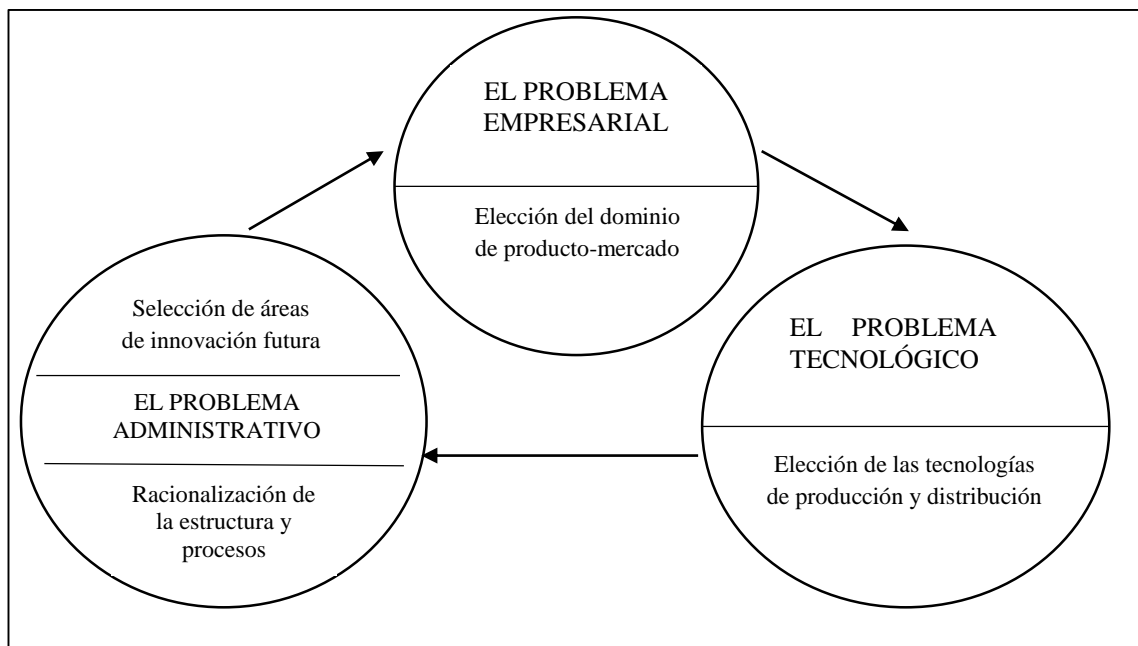 EL PROBLEMA
EMPRESARIAL
Elección del dominio
de producto-mercado
EL PROBLEMA
TECNOLÓGICO
Elección de las tecnologías
de producción y distribución
Selección de áreas
de innovación futura
EL PROBLEMA
ADMINISTRATIVO
Racionalización de
la estructura y
procesos